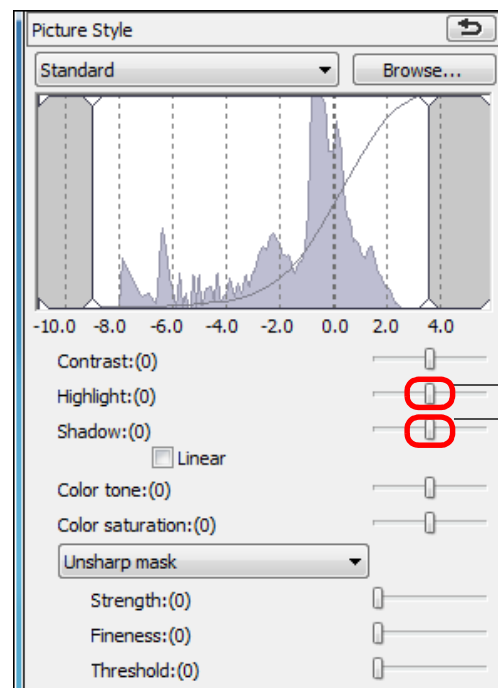 Picture Style
Standard Browse...
-10.0 -8.0 -6.0 -4.0 -2.0 0.0 2.0 4.0
Contrast:(0)
Highlight:(0)
Shadow:(0)
Linear
Color tone:(0)
Color saturation:(0)
Unsharp mask
Strength:(0)
Fineness:(0)
Threshold:(0)